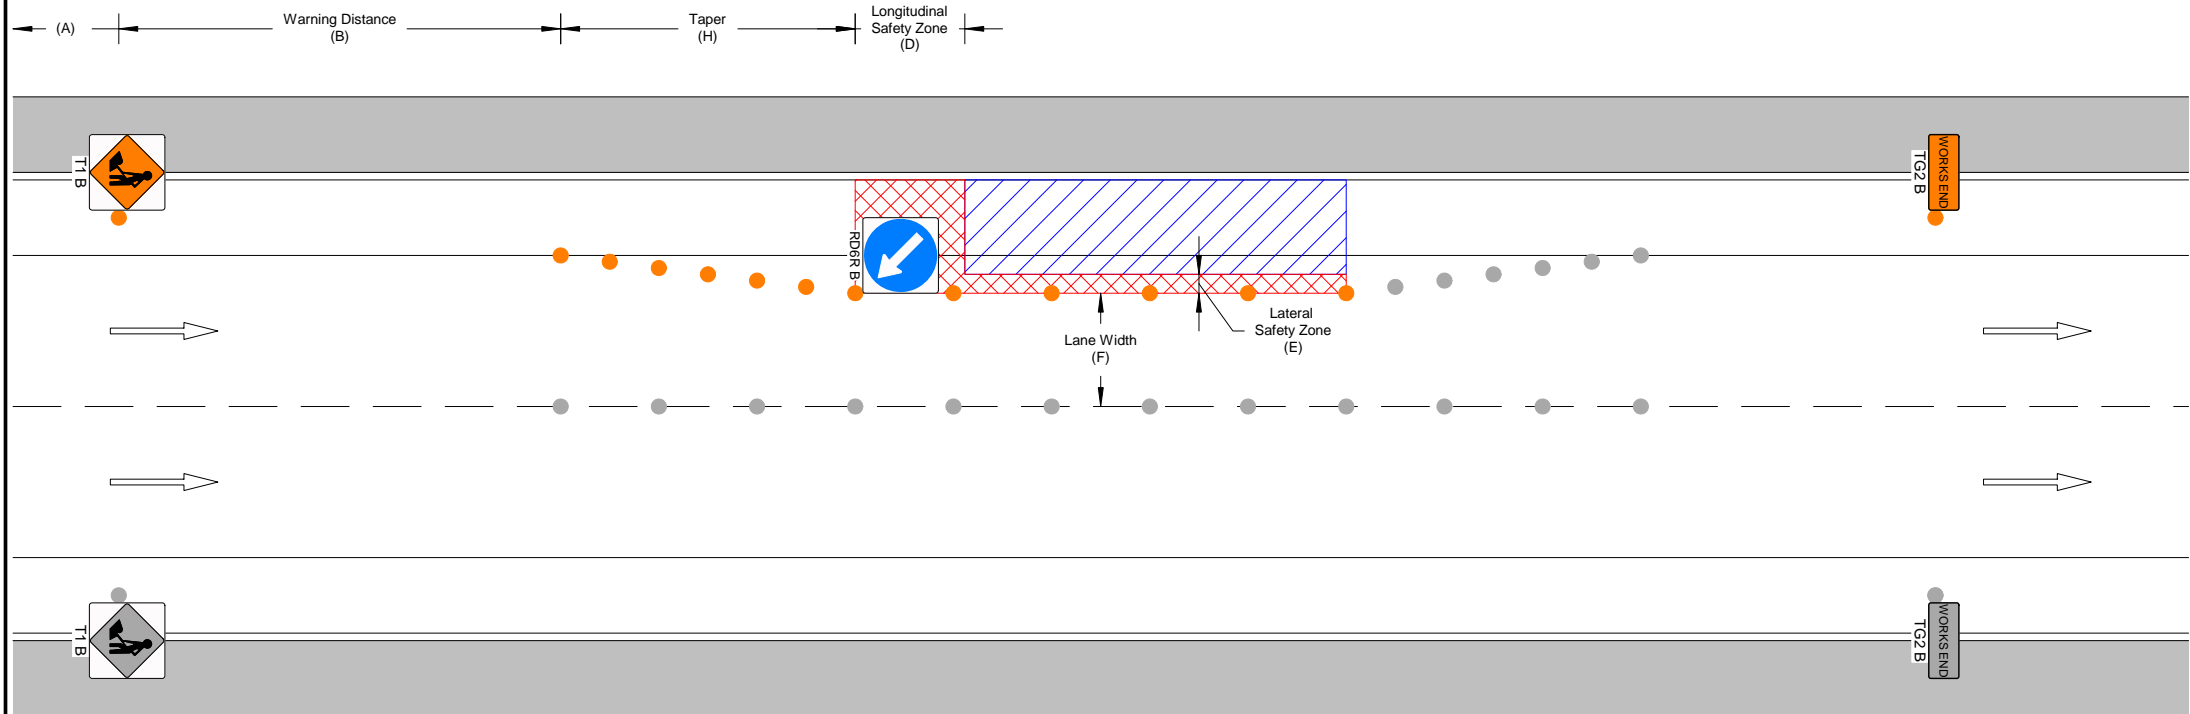 (A)
Warning Distance
(B)
Taper
(H)
Longitudinal
Safety Zone
(D)
T1 B
RD6R B
WORKS END
TG2 B
Lane Width
(F)
Lateral
Safety Zone
(E)
T1 B
WORKS END
TG2 B